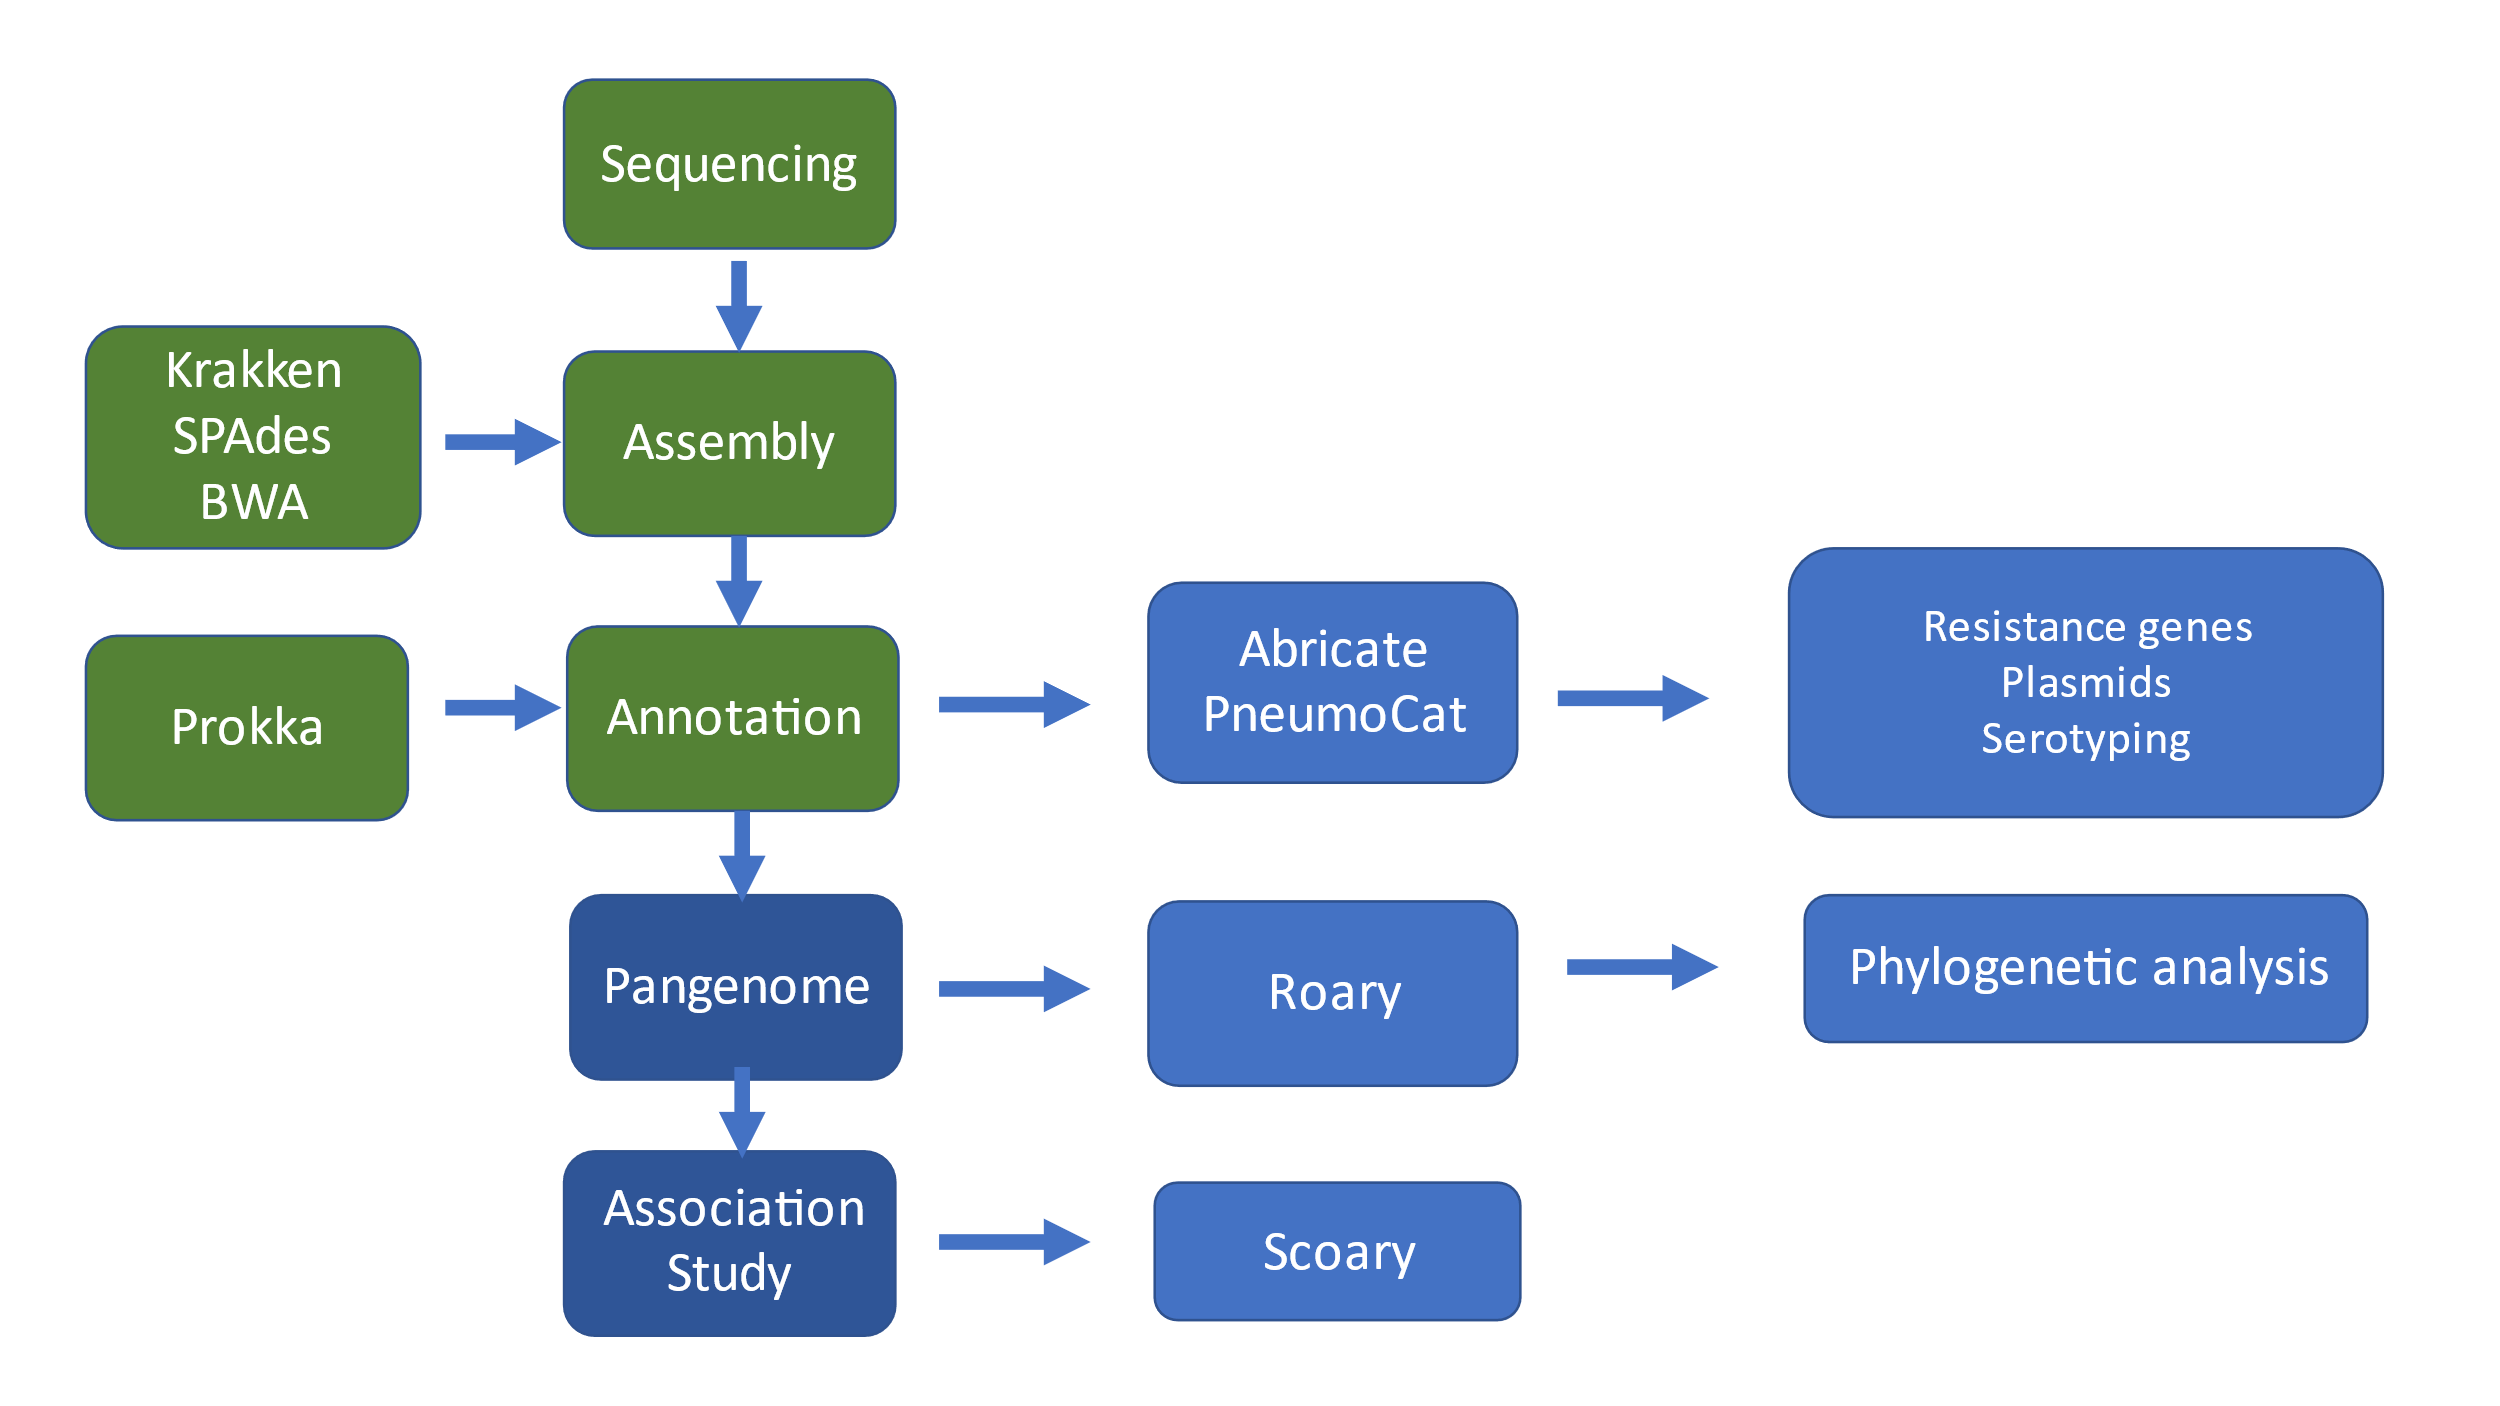 Sequencing
Krakken
SPAdes
BWA
Assembly
Prokka
Annotation
Abricate
PneumoCat
Resistance genes
Plasmids
Serotyping
Pangenome
Roary
Phylogenetic analysis
Association
Study
Scoary